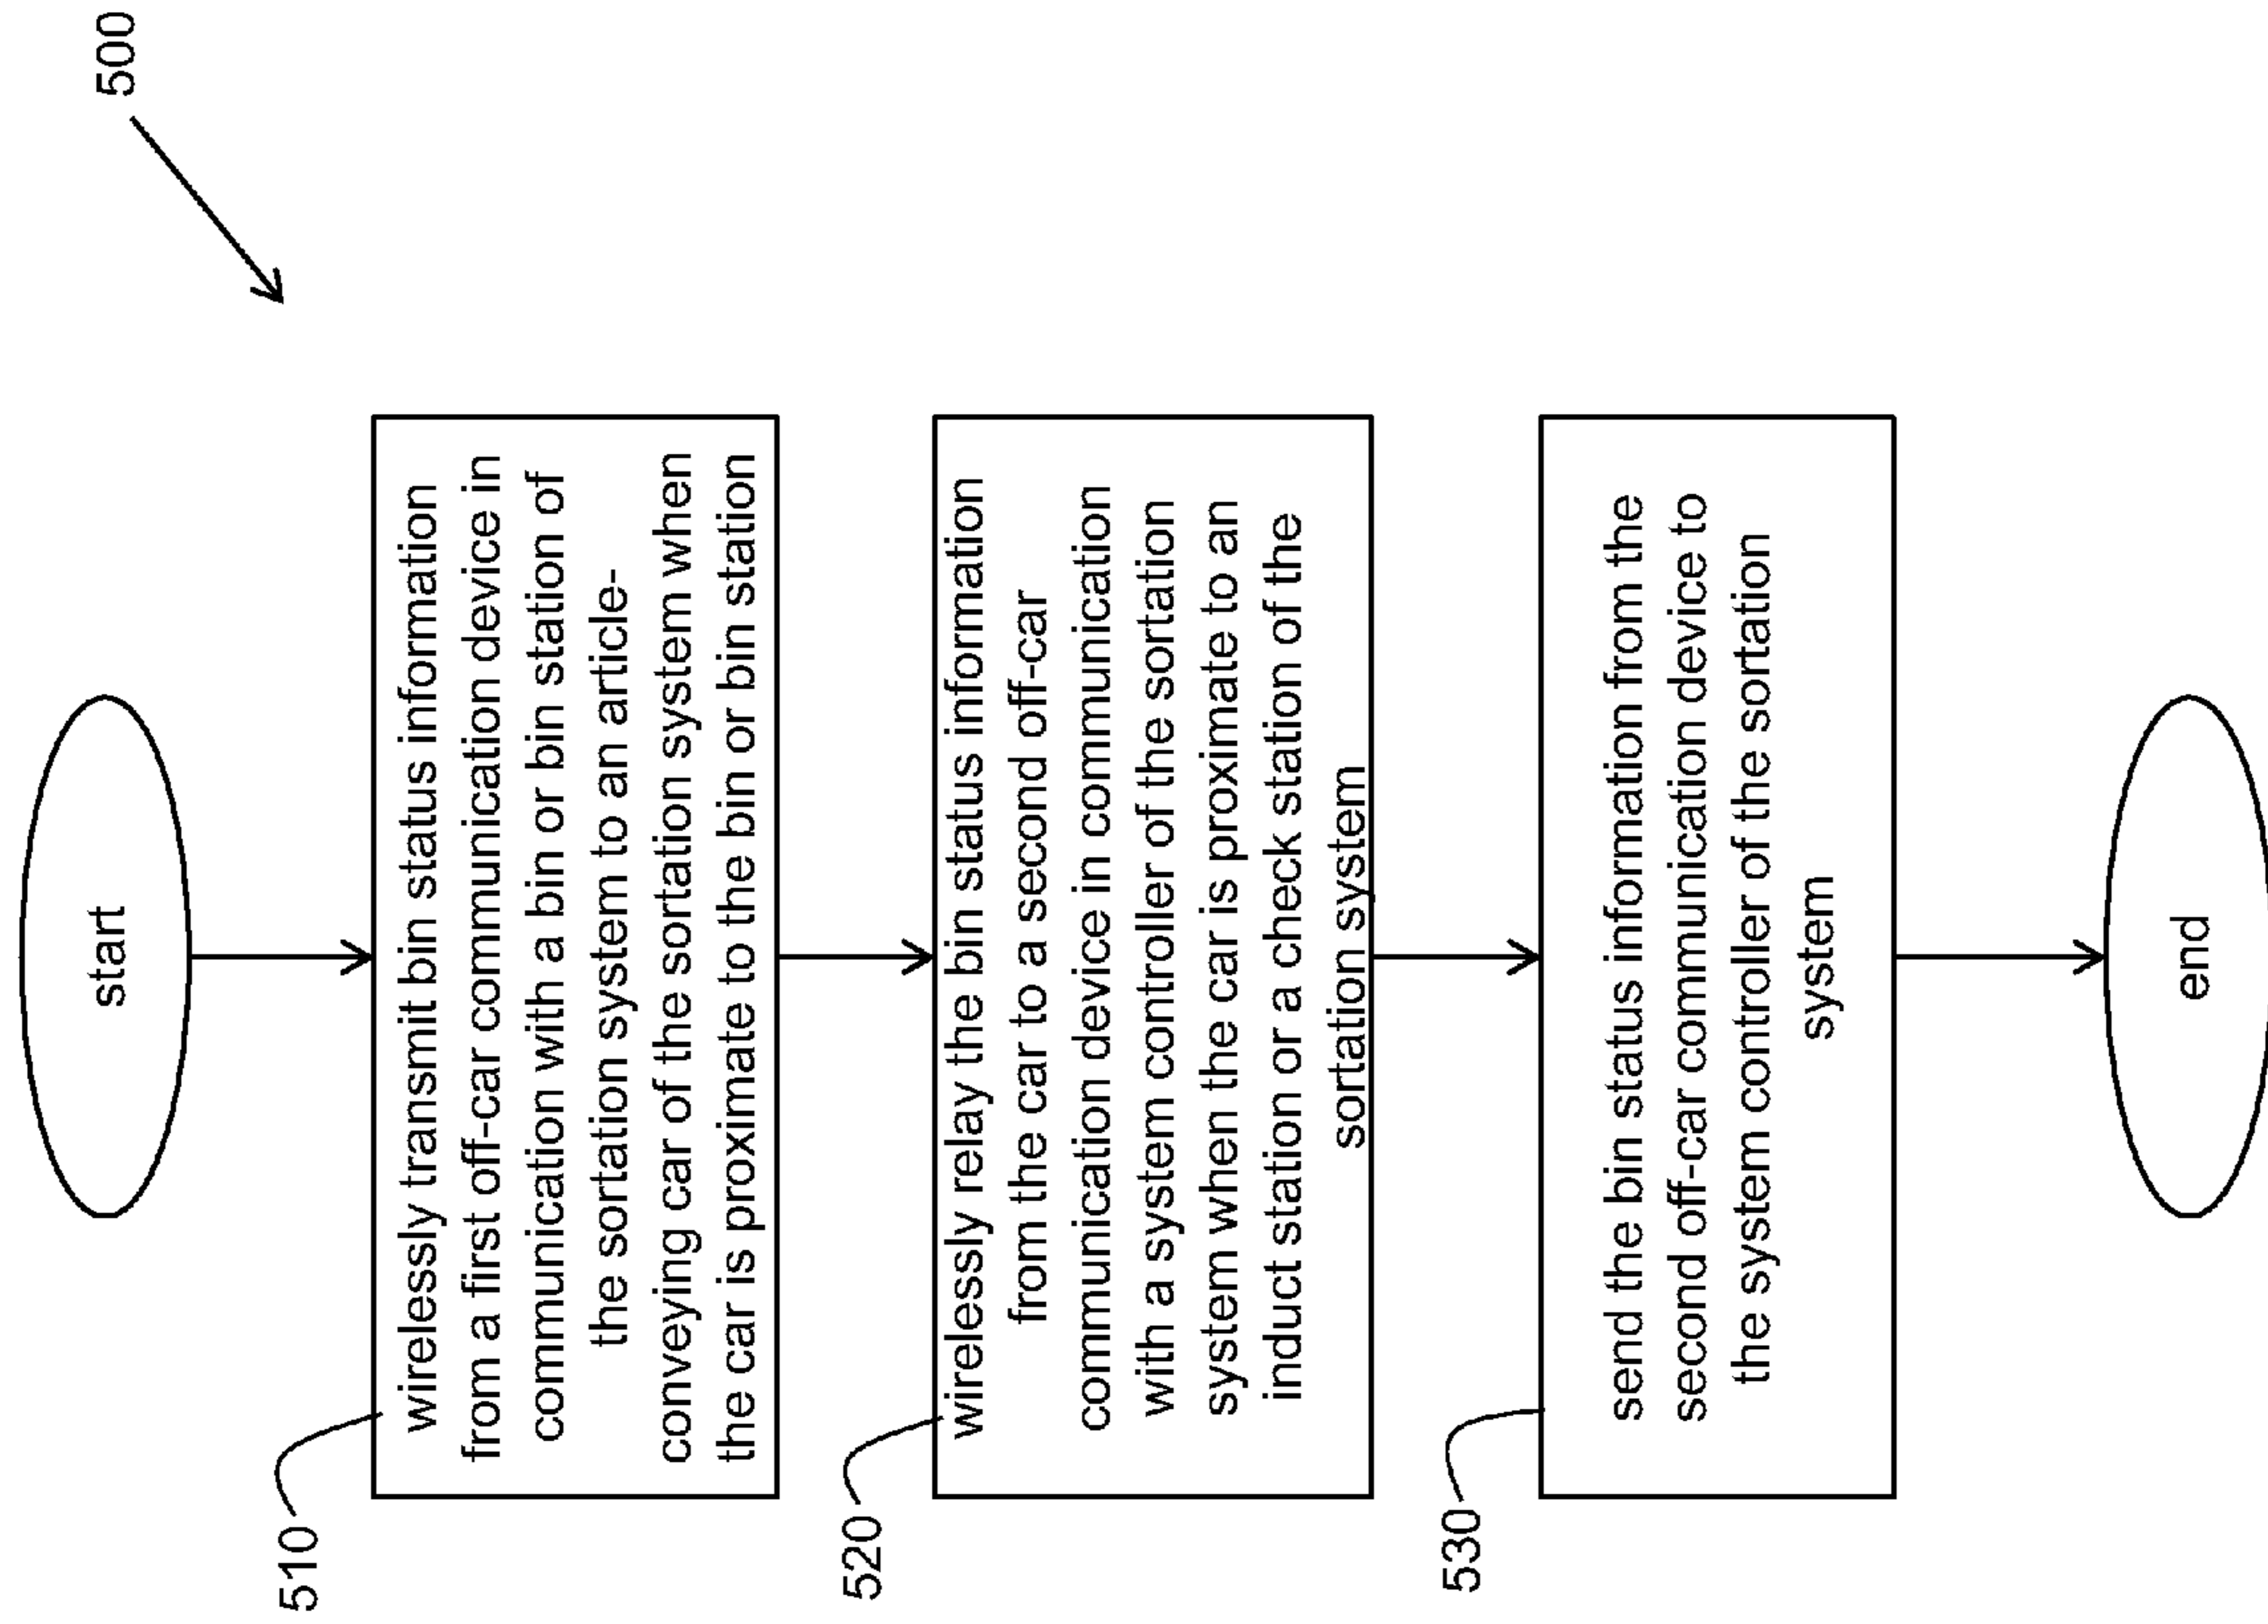 500
start
510
wirelessly transmit bin status information
from a first off-car communication device in
communication with a bin or bin station of
the sortation system to an article-
conveying car of the sortation system when
the car is proximate to the bin or bin station
520
wirelessly relay the bin status information
from the car to a second off-car
communication device in communication
with a system controller of the sortation
system when the car is proximate to an
induct station or a check station of the
sortation system
530
send the bin status information from the
second off-car communication device to
the system controller of the sortation
system
end